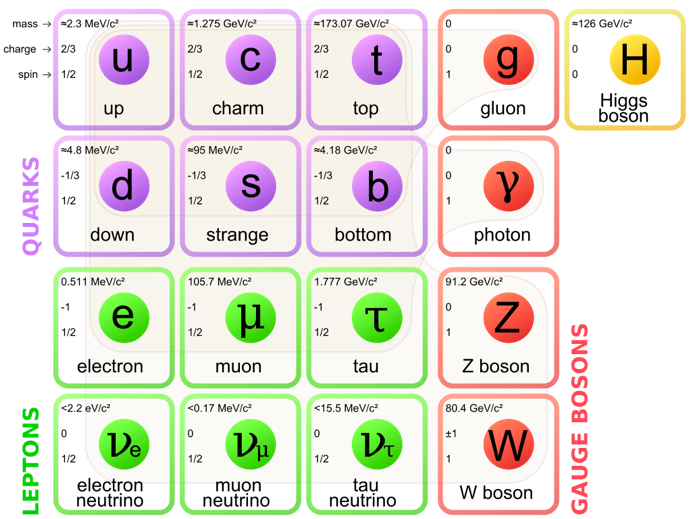 mass → ≈2.3 MeV/c² ≈1.275 GeV/c² ≈173.07 GeV/c² 0 ≈126 GeV/c²
charge → 2/3 2/3 2/3 0 0
spin → 1/2 1/2 1/2 1 0
u c t g H
up charm top gluon Higgs
boson
≈4.8 MeV/c² ≈95 MeV/c² ≈4.18 GeV/c² 0
-1/3 -1/3 -1/3 0
1/2 1/2 1/2 1
d s b γ
down strange bottom photon
QUARKS
0.511 MeV/c² 105.7 MeV/c² 1.777 GeV/c² 91.2 GeV/c²
-1 -1 -1 0
1/2 1/2 1/2 1
e μ τ Z
electron muon tau Z boson
<2.2 eV/c² <0.17 MeV/c² <15.5 MeV/c² 80.4 GeV/c²
0 0 0 ±1
1/2 1/2 1/2 1
νe νμ ντ W
electron muon tau W boson
neutrino neutrino neutrino
LEPTONS
GAUGE BOSONS